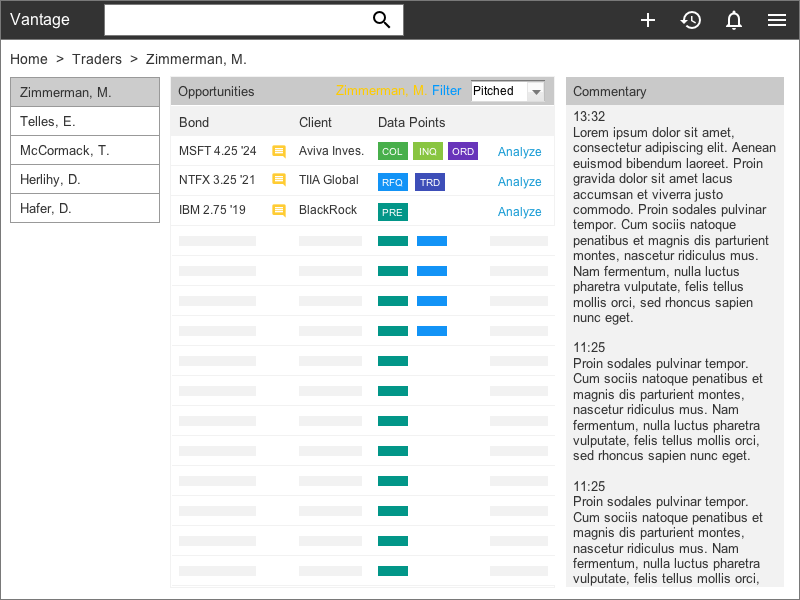 Vantage
Home > Traders > Zimmerman, M.
Zimmerman, M.
Telles, E.
McCormack, T.
Herlihy, D.
Hafer, D.
Opportunities Zimmerman, M. Filter Pitched
Bond Client Data Points
MSFT 4.25 '24 Aviva Inves. COL INQ ORD Analyze
NTFX 3.25 '21 TIIA Global RFQ TRD Analyze
IBM 2.75 '19 BlackRock PRE Analyze
Commentary
13:32
Lorem ipsum dolor sit amet,
consectetur adipiscing elit. Aenean
euismod bibendum laoreet. Proin
gravida dolor sit amet lacus
accumsan et viverra justo
commodo. Proin sodales pulvinar
tempor. Cum sociis natoque
penatibus et magnis dis parturient
montes, nascetur ridiculus mus.
Nam fermentum, nulla luctus
pharetra vulputate, felis tellus
mollis orci, sed rhoncus sapien
nunc eget.
11:25
Proin sodales pulvinar tempor.
Cum sociis natoque penatibus et
magnis dis parturient montes,
nascetur ridiculus mus. Nam
fermentum, nulla luctus pharetra
vulputate, felis tellus mollis orci,
sed rhoncus sapien nunc eget.
11:25
Proin sodales pulvinar tempor.
Cum sociis natoque penatibus et
magnis dis parturient montes,
nascetur ridiculus mus. Nam
fermentum, nulla luctus pharetra
vulputate, felis tellus mollis orci,